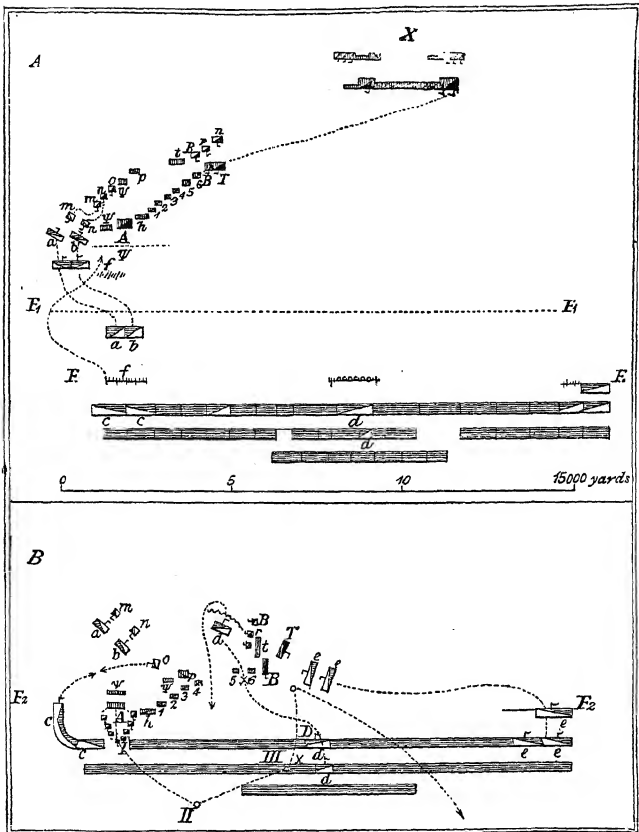 A
X
n
p
R
t
B T
6
5
4
3
2
1
h
A
Ψ
p
Ψ
o
n
m
m
n
Ψ
a
b
r r
f
F1 F1
a b
f
F. F.
c c d
d
0 5 10 15000 yards
B
m
a
n
b
o
d
B
r
t
T
B
e e
5 6
p
Ψ
Ψ
4
3
2
1
h
A
F2 F2
c
c
I
D
r
r r
e
e e
III X d
r
d
II